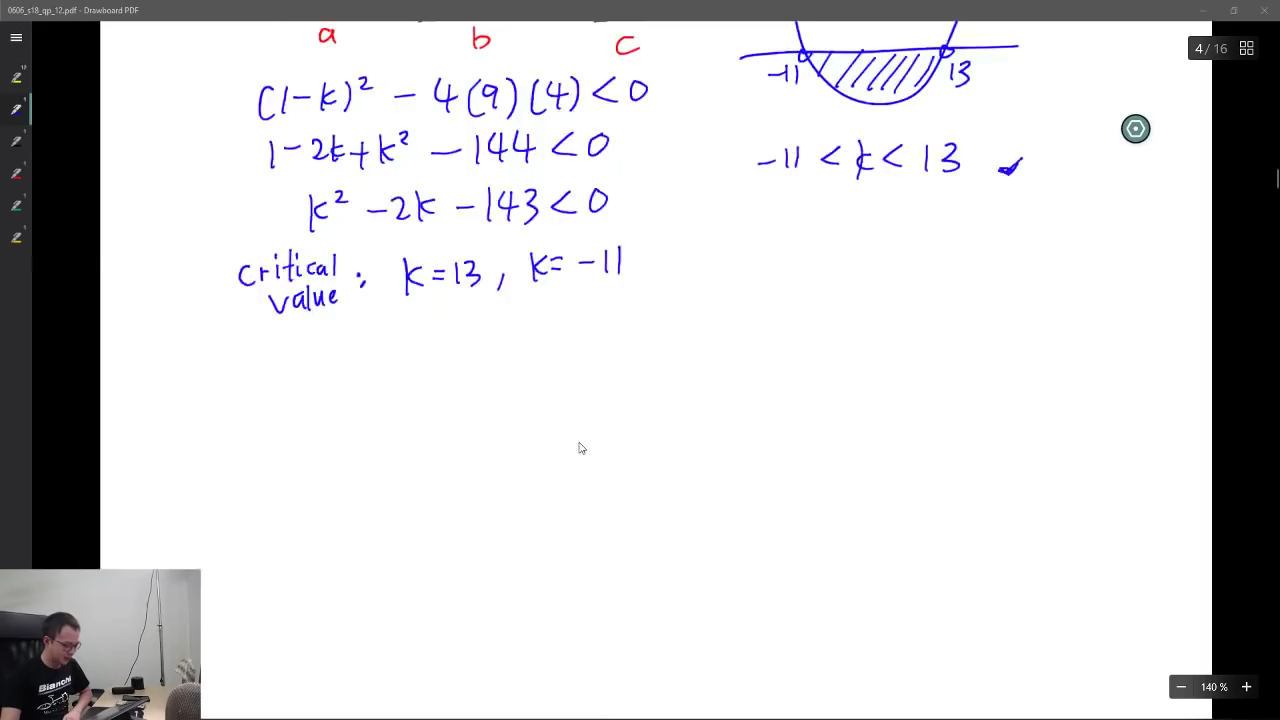 0606_s18_qp_12.pdf - Drawboard PDF
4 / 16
a b c
(1-k)² - 4(9)(4) < 0
1 - 2k + k² - 144 < 0
k² - 2k - 143 < 0
critical value : k = 13 , k = -11
-11 13
-11 < k < 13
Bianchi
140 %